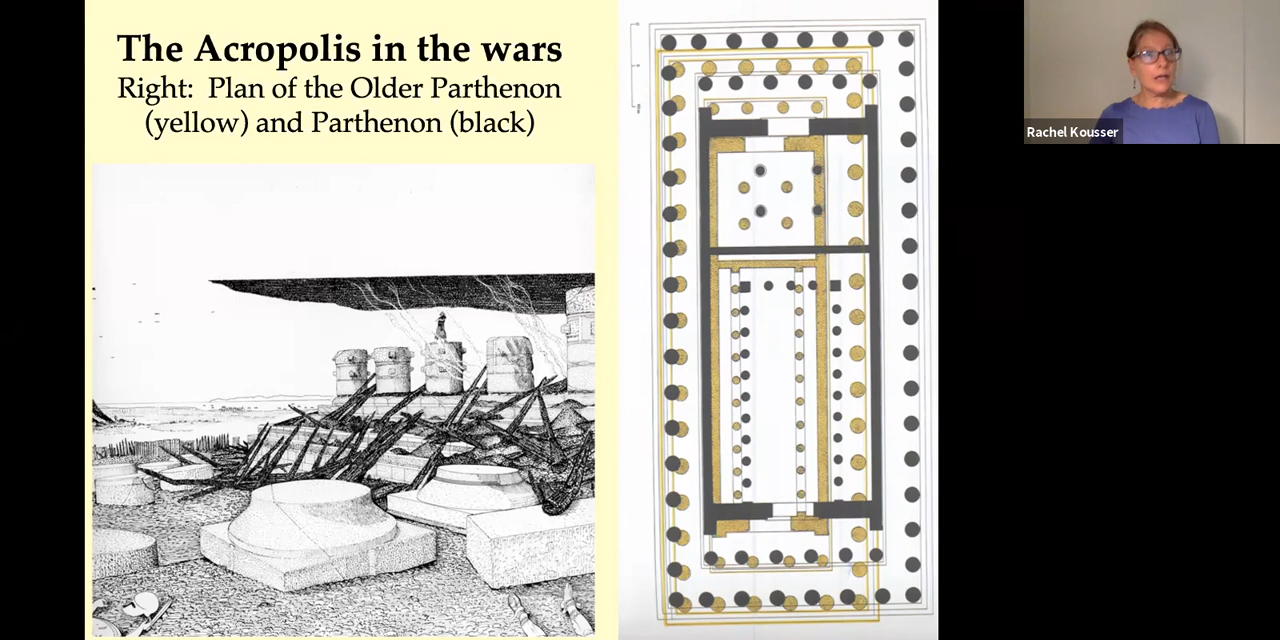 The Acropolis in the wars
Right:  Plan of the Older Parthenon
(yellow) and Parthenon (black)
Rachel Kousser